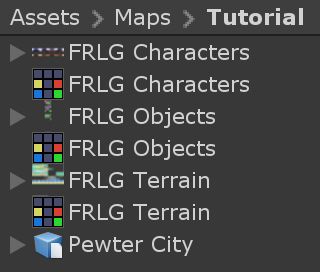 Assets > Maps > Tutorial
FRLG Characters
FRLG Characters
FRLG Objects
FRLG Objects
FRLG Terrain
FRLG Terrain
Pewter City